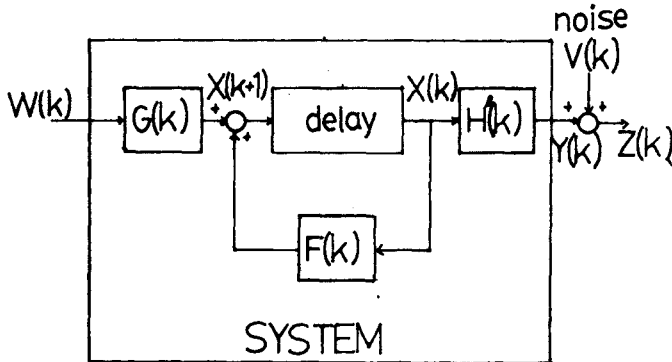 noise
V(k)
W(k)
G(k)
X(k+1)
delay
X(k)
H(k)
Y(k)
Z(k)
F(k)
SYSTEM